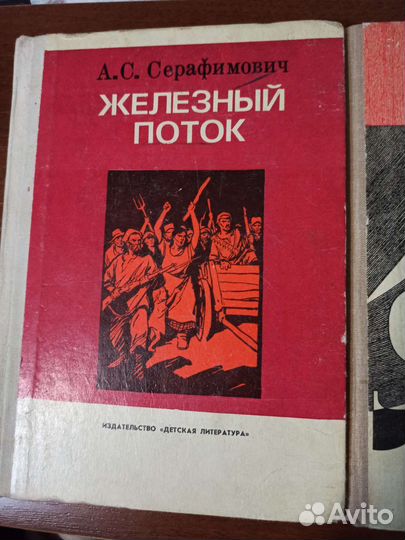 А.С. Серафимович
ЖЕЛЕЗНЫЙ
ПОТОК
ИЗДАТЕЛЬСТВО «ДЕТСКАЯ ЛИТЕРАТУРА»
Avito